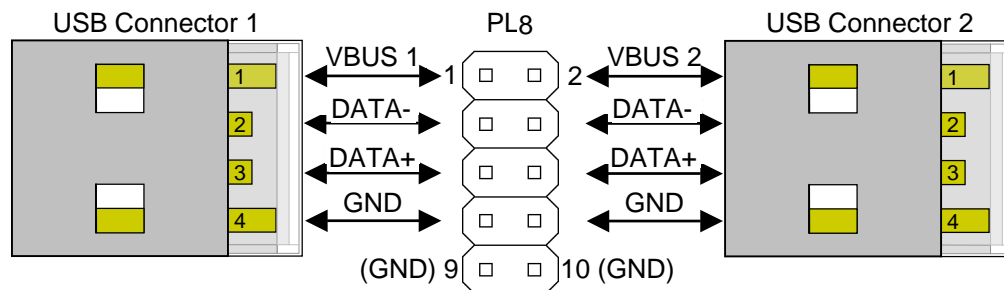 USB Connector 1
PL8
USB Connector 2
1
VBUS 1
1
2
VBUS 2
1
2
DATA-
DATA-
2
3
DATA+
DATA+
3
4
GND
GND
4
(GND) 9
10 (GND)